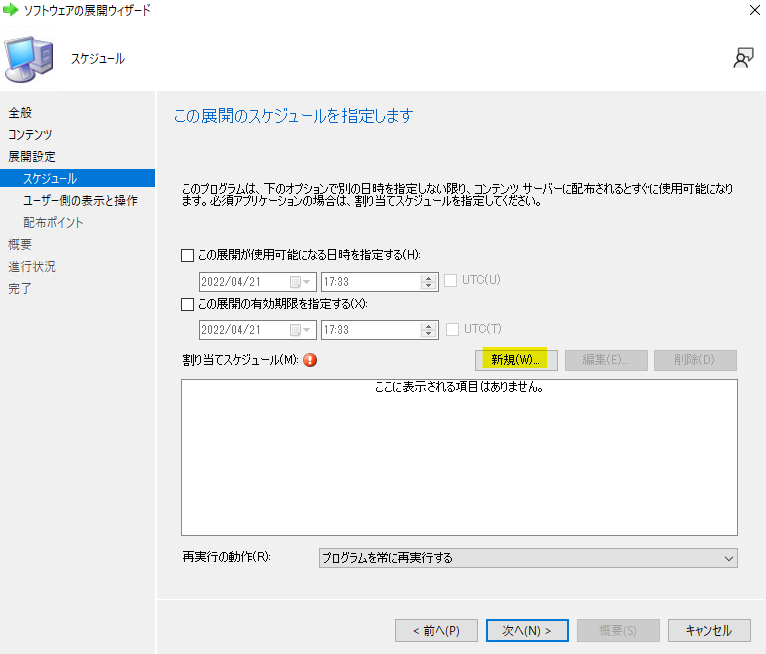 ソフトウェアの展開ウィザード
スケジュール
全般
コンテンツ
展開設定
スケジュール
ユーザー側の表示と操作
配布ポイント
概要
進行状況
完了
この展開のスケジュールを指定します
このプログラムは、下のオプションで別の日時を指定しない限り、コンテンツ サーバーに配布されるとすぐに使用可能になり
ます。必須アプリケーションの場合は、割り当てスケジュールを指定してください。
この展開が使用可能になる日時を指定する(H):
2022/04/21 17:33 UTC(U)
この展開の有効期限を指定する(X):
2022/04/21 17:33 UTC(T)
割り当てスケジュール(M): 新規(W)... 編集(E)... 削除(D)
ここに表示される項目はありません。
再実行の動作(R): プログラムを常に再実行する
< 前へ(P) 次へ(N) > 概要(S) キャンセル